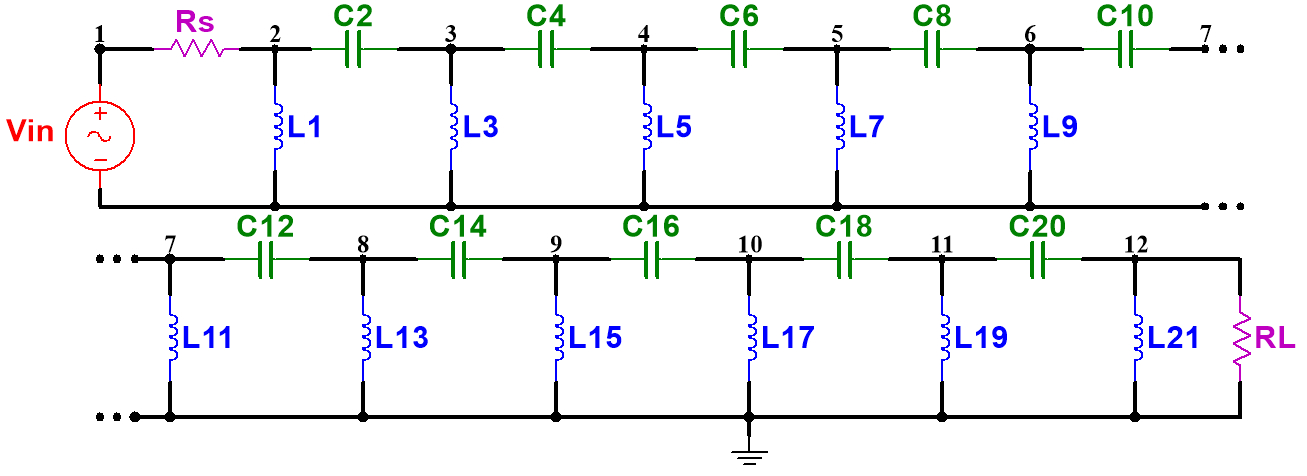 Rs C2 C4 C6 C8 C10
1 2 3 4 5 6 7
Vin + − L1 L3 L5 L7 L9
C12 C14 C16 C18 C20
7 8 9 10 11 12
L11 L13 L15 L17 L19 L21 RL